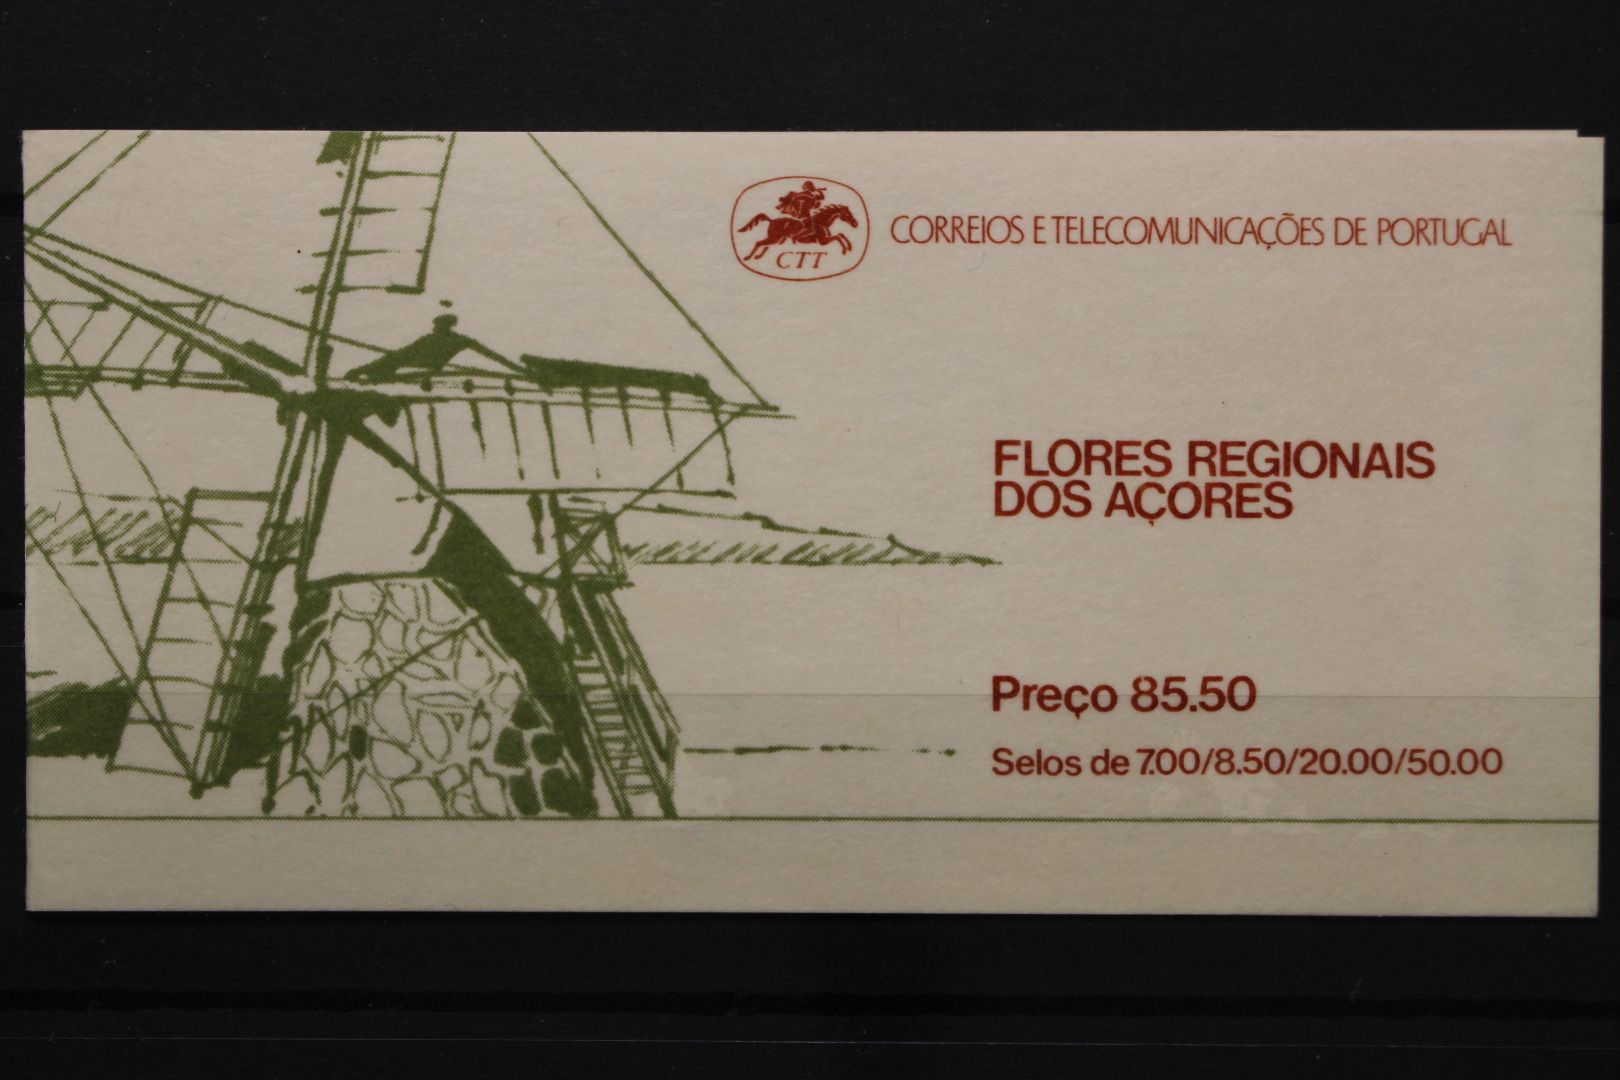 CTT
CORREIOS E TELECOMUNICAÇÕES DE PORTUGAL
FLORES REGIONAIS
DOS AÇORES
Preço 85.50
Selos de 7.00/8.50/20.00/50.00